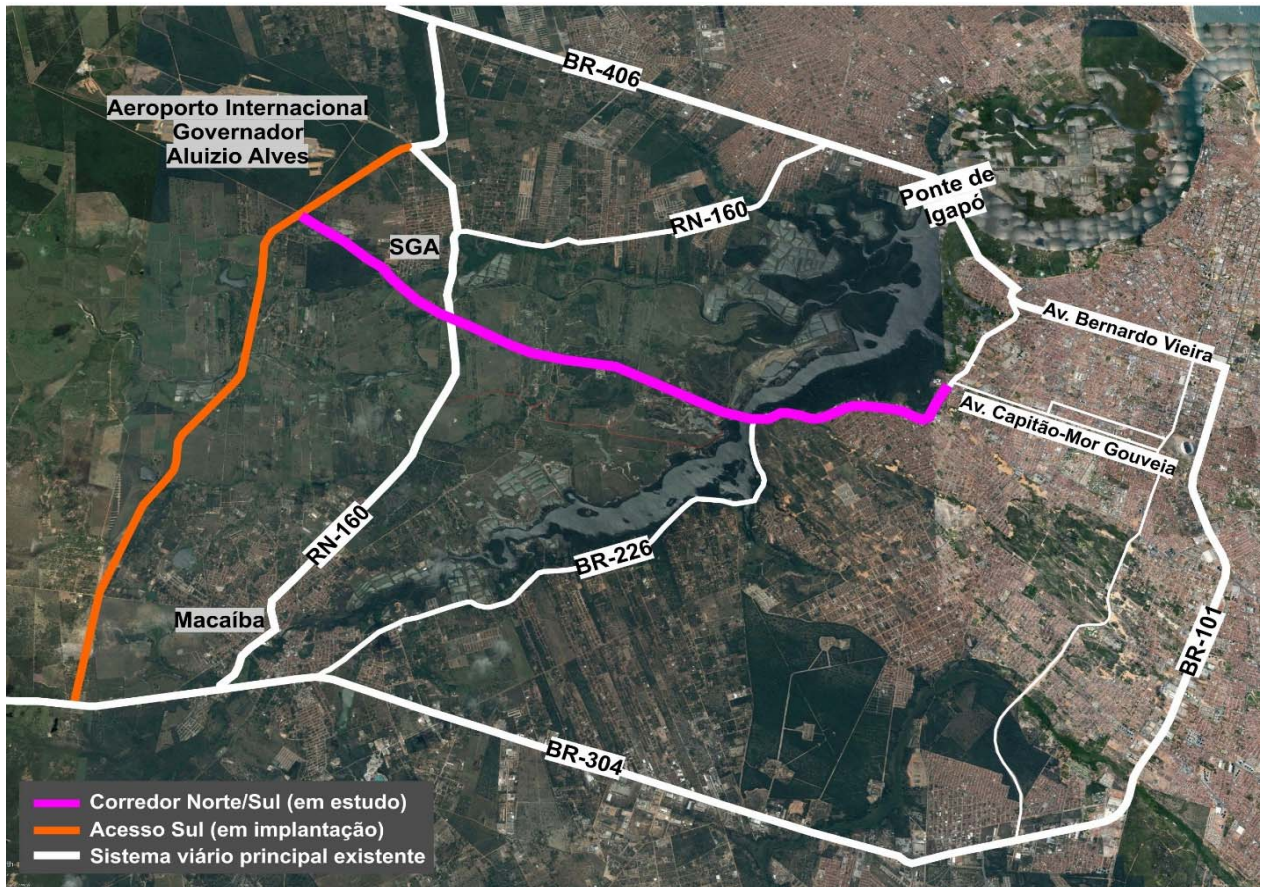 BR-406
Aeroporto Internacional
Governador
Aluizio Alves
Ponte de
Igapó
RN-160
SGA
Av. Bernardo Vieira
Av. Capitão-Mor Gouveia
RN-160
BR-226
Macaíba
BR-101
BR-304
Corredor Norte/Sul (em estudo)
Acesso Sul (em implantação)
Sistema viário principal existente